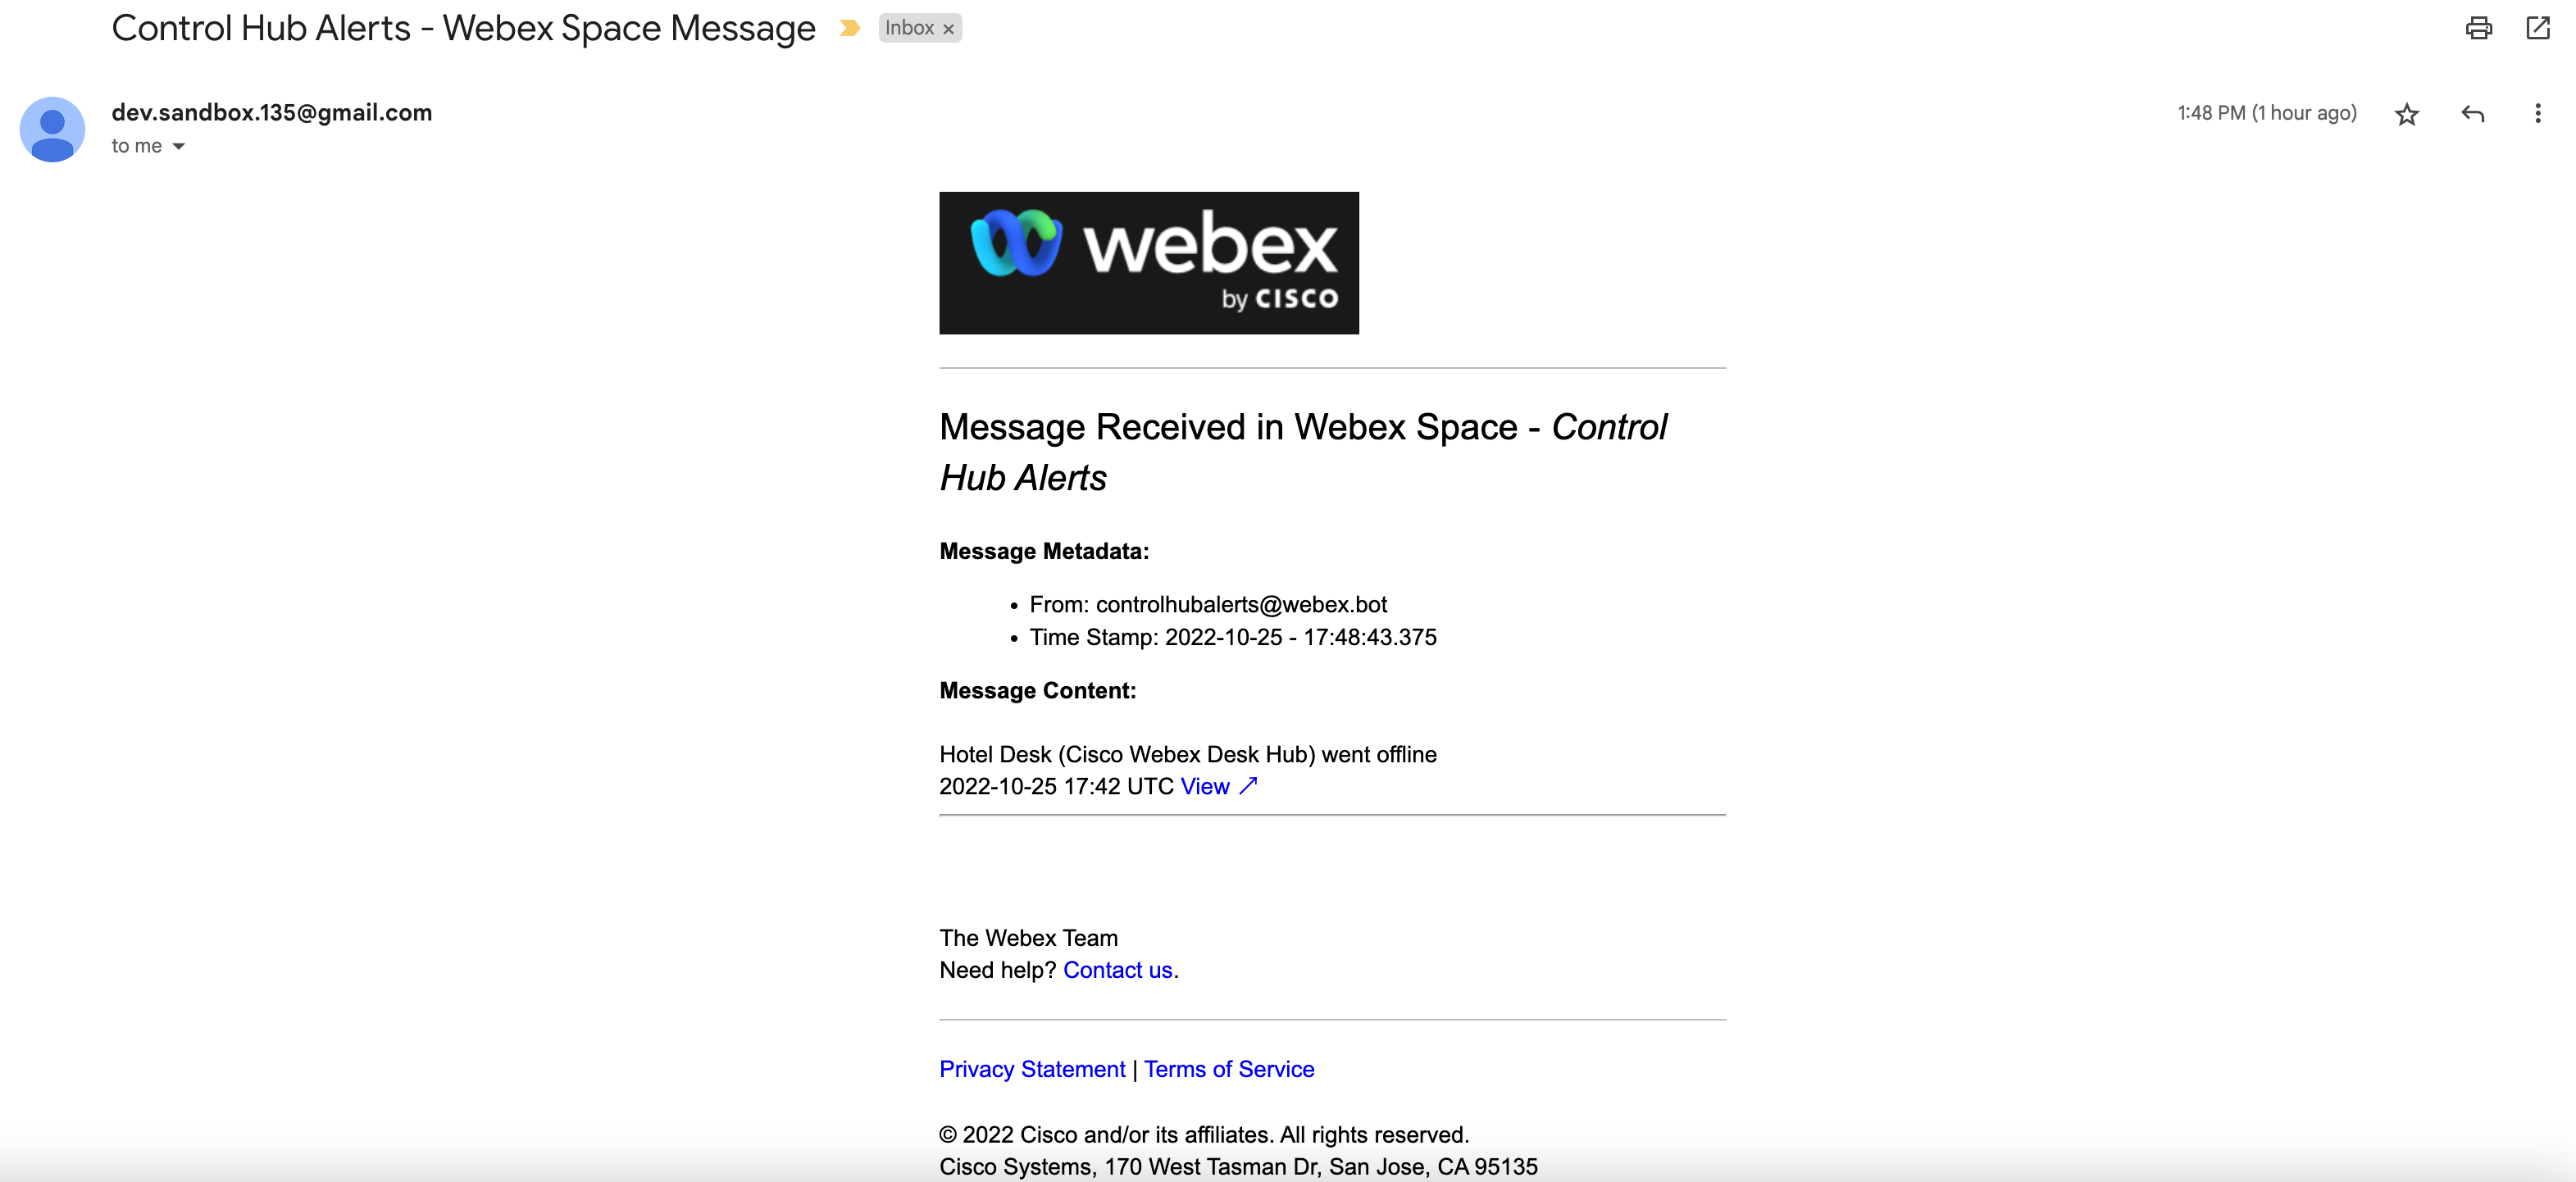 Control Hub Alerts - Webex Space Message
Inbox ×
dev.sandbox.135@gmail.com
1:48 PM (1 hour ago)
to me
webex
by CISCO
Message Received in Webex Space - Control
Hub Alerts
Message Metadata:
• From: controlhubalerts@webex.bot
• Time Stamp: 2022-10-25 - 17:48:43.375
Message Content:
Hotel Desk (Cisco Webex Desk Hub) went offline
2022-10-25 17:42 UTC View ↗
The Webex Team
Need help? Contact us.
Privacy Statement | Terms of Service
© 2022 Cisco and/or its affiliates. All rights reserved.
Cisco Systems, 170 West Tasman Dr, San Jose, CA 95135